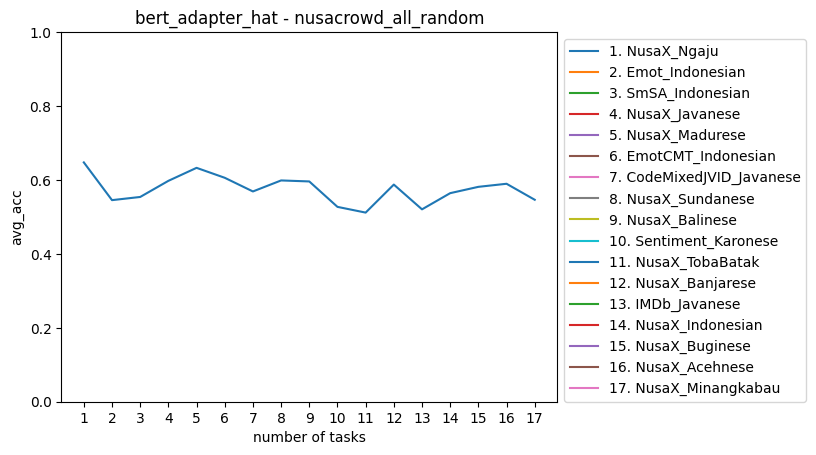 bert_adapter_hat - nusacrowd_all_random
1.0
0.8
0.6
0.4
0.2
0.0
avg_acc
1 2 3 4 5 6 7 8 9 10 11 12 13 14 15 16 17
number of tasks
1. NusaX_Ngaju
2. Emot_Indonesian
3. SmSA_Indonesian
4. NusaX_Javanese
5. NusaX_Madurese
6. EmotCMT_Indonesian
7. CodeMixedJVID_Javanese
8. NusaX_Sundanese
9. NusaX_Balinese
10. Sentiment_Karonese
11. NusaX_TobaBatak
12. NusaX_Banjarese
13. IMDb_Javanese
14. NusaX_Indonesian
15. NusaX_Buginese
16. NusaX_Acehnese
17. NusaX_Minangkabau